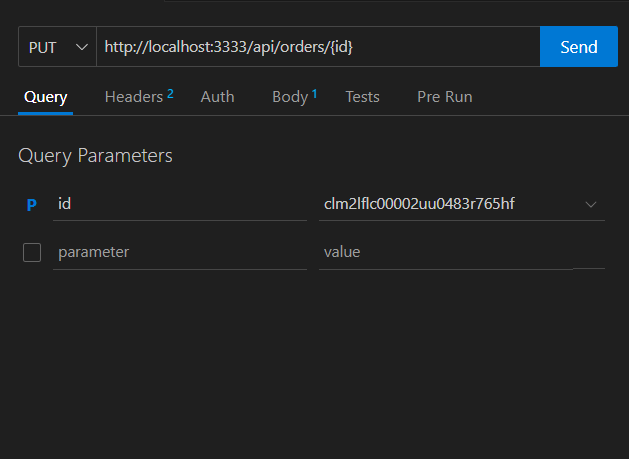 PUT http://localhost:3333/api/orders/{id} Send
Query Headers 2 Auth Body 1 Tests Pre Run
Query Parameters
P id clm2lflc00002uu0483r765hf
parameter value